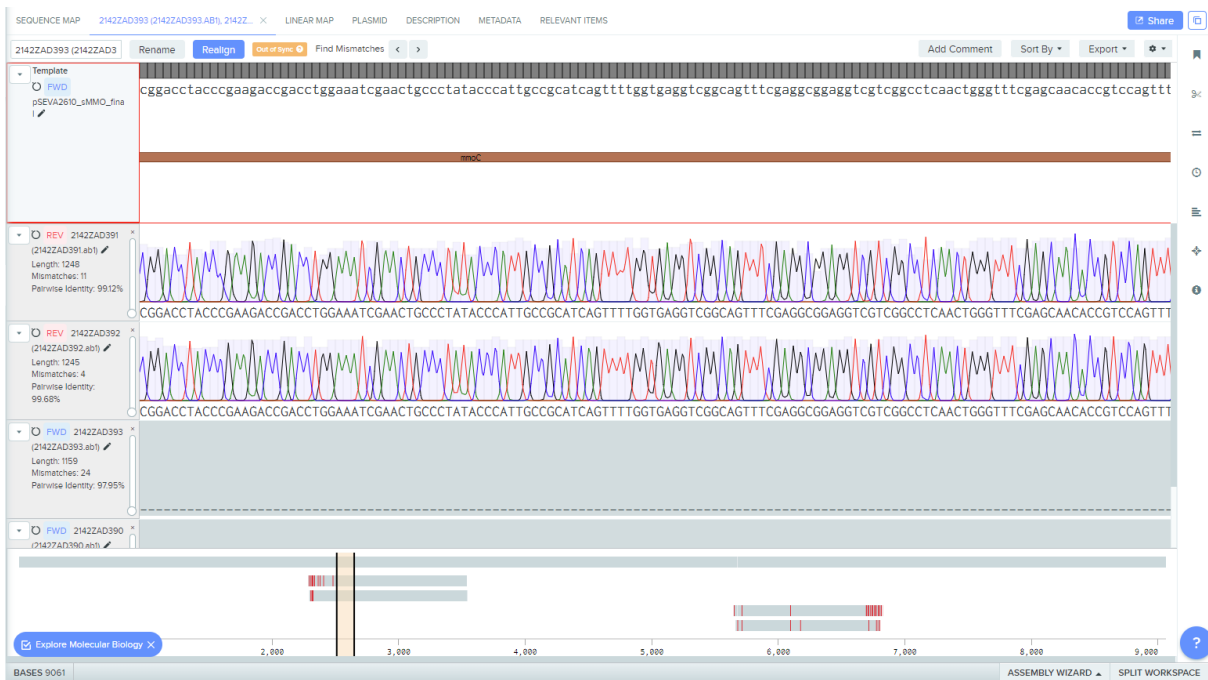 SEQUENCE MAP 2142ZAD393 (2142ZAD393.AB1), 2142Z... × LINEAR MAP PLASMID DESCRIPTION METADATA RELEVANT ITEMS Share
2142ZAD393 (2142ZAD3 Rename Realign Out of Sync ? Find Mismatches < > Add Comment Sort By Export
Template
FWD
pSEVA2610_sMMO_fina
l
cggacctacccgaagaccgacctggaaatcgaactgccctatacccattgccgcatcagttttggtgaggtcggcagtttcgaggcggaggtcgtcggcctcaactgggtttcgagcaacaccgtccagttt
mmoC
REV 2142ZAD391
(2142ZAD391.ab1)
Length: 1248
Mismatches: 11
Pairwise Identity: 99.12%
CGGACCTACCCGAAGACCGACCTGGAAATCGAACTGCCCTATACCCATTGCCGCATCAGTTTTGGTGAGGTCGGCAGTTTCGAGGCGGAGGTCGTCGGCCTCAACTGGGTTTCGAGCAACACCGTCCAGTTT
REV 2142ZAD392
(2142ZAD392.ab1)
Length: 1245
Mismatches: 4
Pairwise Identity:
99.68%
CGGACCTACCCGAAGACCGACCTGGAAATCGAACTGCCCTATACCCATTGCCGCATCAGTTTTGGTGAGGTCGGCAGTTTCGAGGCGGAGGTCGTCGGCCTCAACTGGGTTTCGAGCAACACCGTCCAGTTT
FWD 2142ZAD393
(2142ZAD393.ab1)
Length: 1159
Mismatches: 24
Pairwise Identity: 97.95%
FWD 2142ZAD390
(2142ZAD390.ab1)
Explore Molecular Biology ×
2,000 3,000 4,000 5,000 6,000 7,000 8,000 9,000
?
BASES 9061 ASSEMBLY WIZARD SPLIT WORKSPACE